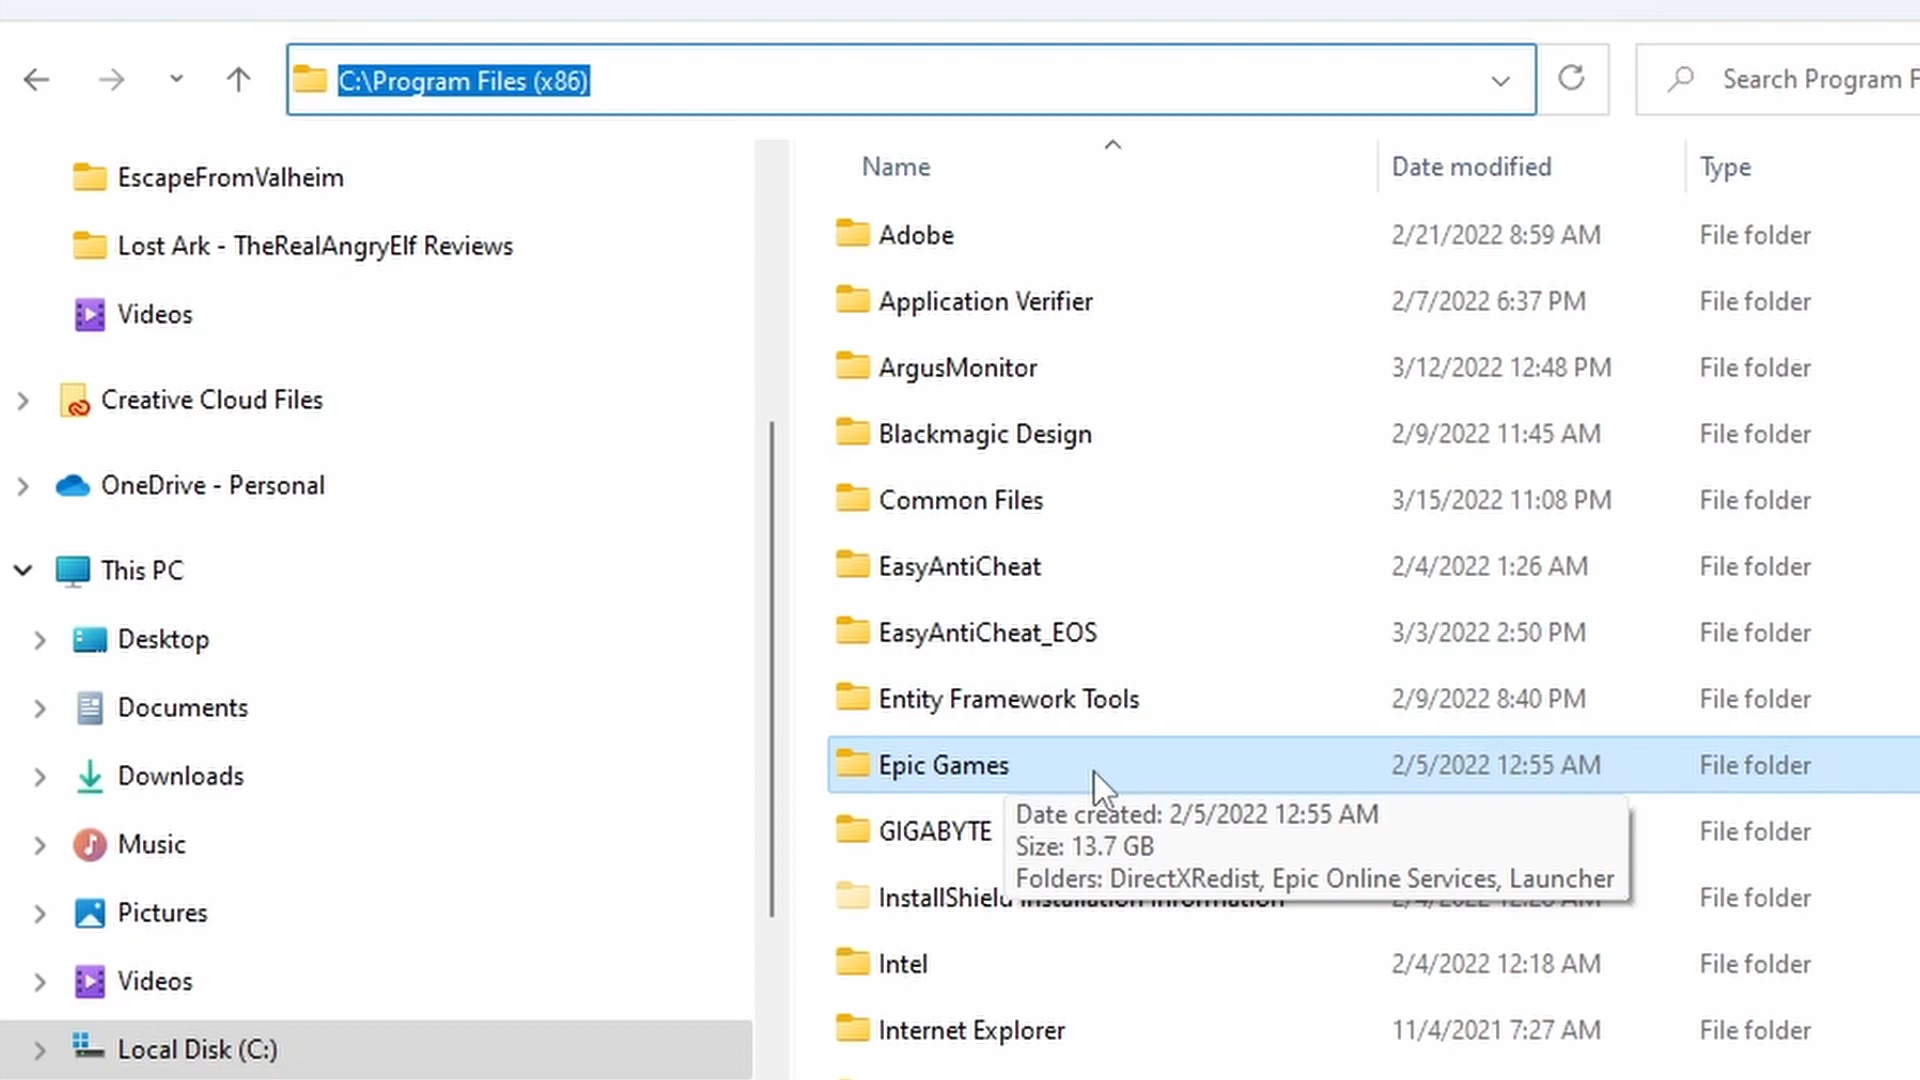 C:\Program Files (x86)
Search Program F
EscapeFromValheim
Lost Ark - TheRealAngryElf Reviews
Videos
Creative Cloud Files
OneDrive - Personal
This PC
Desktop
Documents
Downloads
Music
Pictures
Videos
Local Disk (C:)
Name Date modified Type
Adobe 2/21/2022 8:59 AM File folder
Application Verifier 2/7/2022 6:37 PM File folder
ArgusMonitor 3/12/2022 12:48 PM File folder
Blackmagic Design 2/9/2022 11:45 AM File folder
Common Files 3/15/2022 11:08 PM File folder
EasyAntiCheat 2/4/2022 1:26 AM File folder
EasyAntiCheat_EOS 3/3/2022 2:50 PM File folder
Entity Framework Tools 2/9/2022 8:40 PM File folder
Epic Games 2/5/2022 12:55 AM File folder
Date created: 2/5/2022 12:55 AM
Size: 13.7 GB
Folders: DirectXRedist, Epic Online Services, Launcher
GIGABYTE File folder
InstallShield Installation Information File folder
Intel 2/4/2022 12:18 AM File folder
Internet Explorer 11/4/2021 7:27 AM File folder